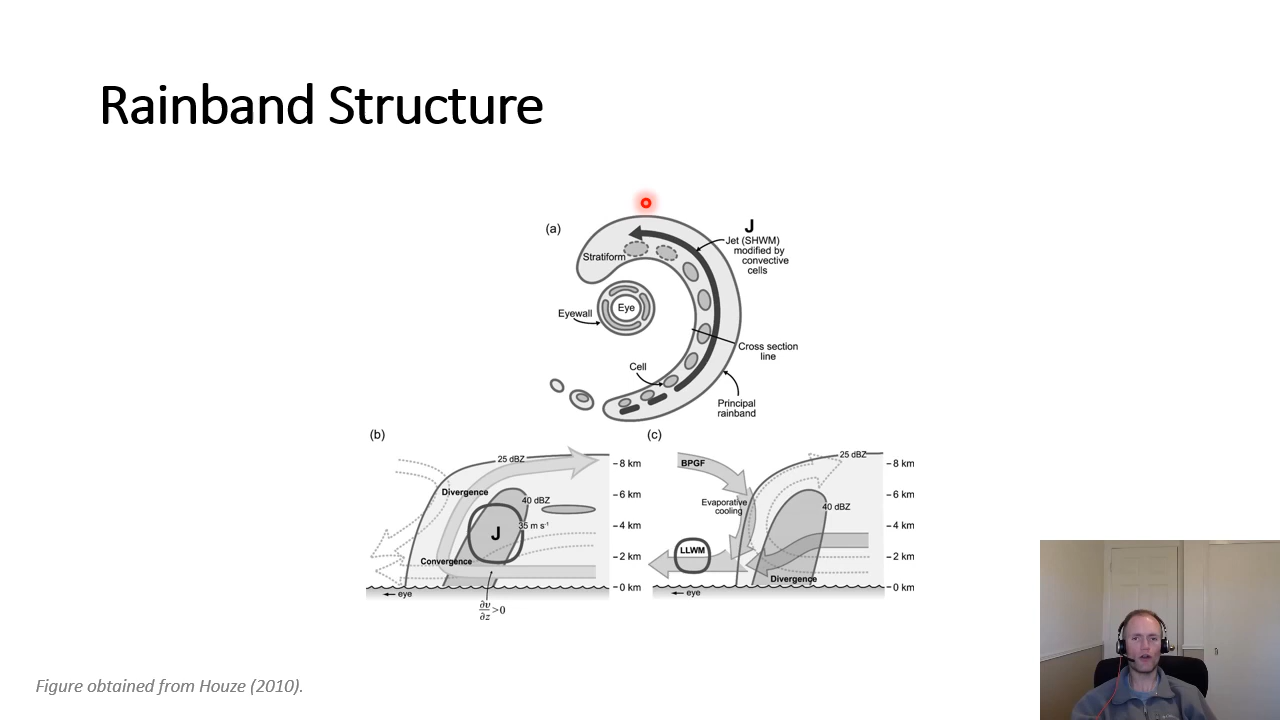 Rainband Structure
(a)
J
Jet (SHWM)
modified by
convective
cells
Stratiform
Eye
Eyewall
Cross section
line
Cell
Principal
rainband
(b)
25 dBZ
8 km
Divergence
6 km
40 dBZ
35 m s⁻¹
J
4 km
Convergence
2 km
0 km
eye
∂v/∂z >0
(c)
BPGF
25 dBZ
8 km
Evaporative
cooling
6 km
40 dBZ
4 km
LLWM
2 km
Divergence
0 km
eye
Figure obtained from Houze (2010).